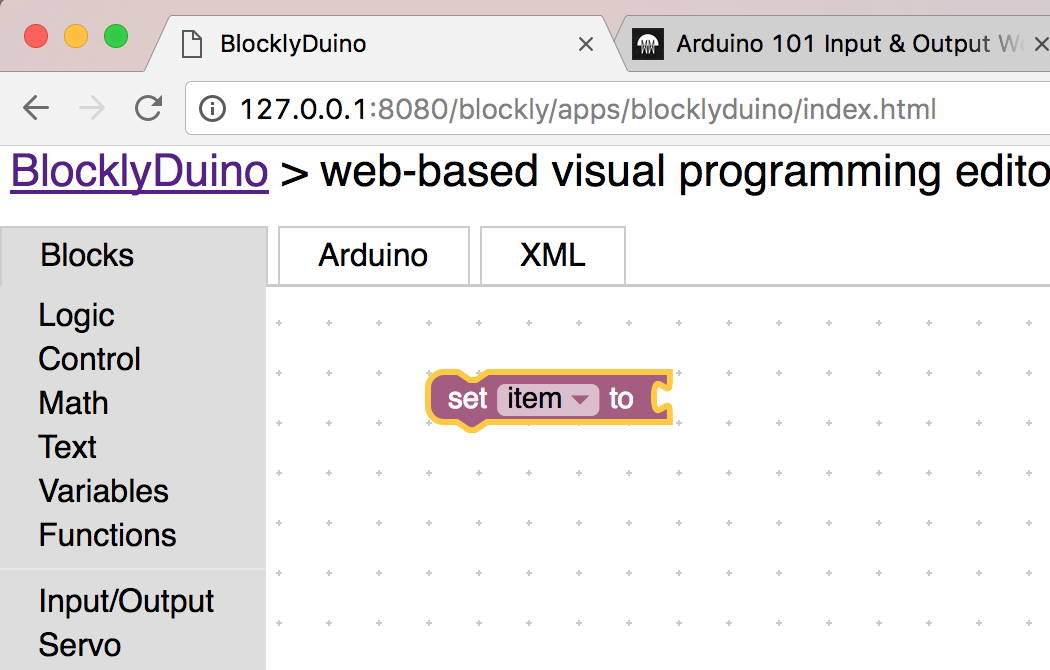 BlocklyDuino
Arduino 101 Input & Output
127.0.0.1:8080/blockly/apps/blocklyduino/index.html
BlocklyDuino > web-based visual programming edito
Blocks
Arduino
XML
Logic
Control
Math
Text
Variables
Functions
Input/Output
Servo
set item to